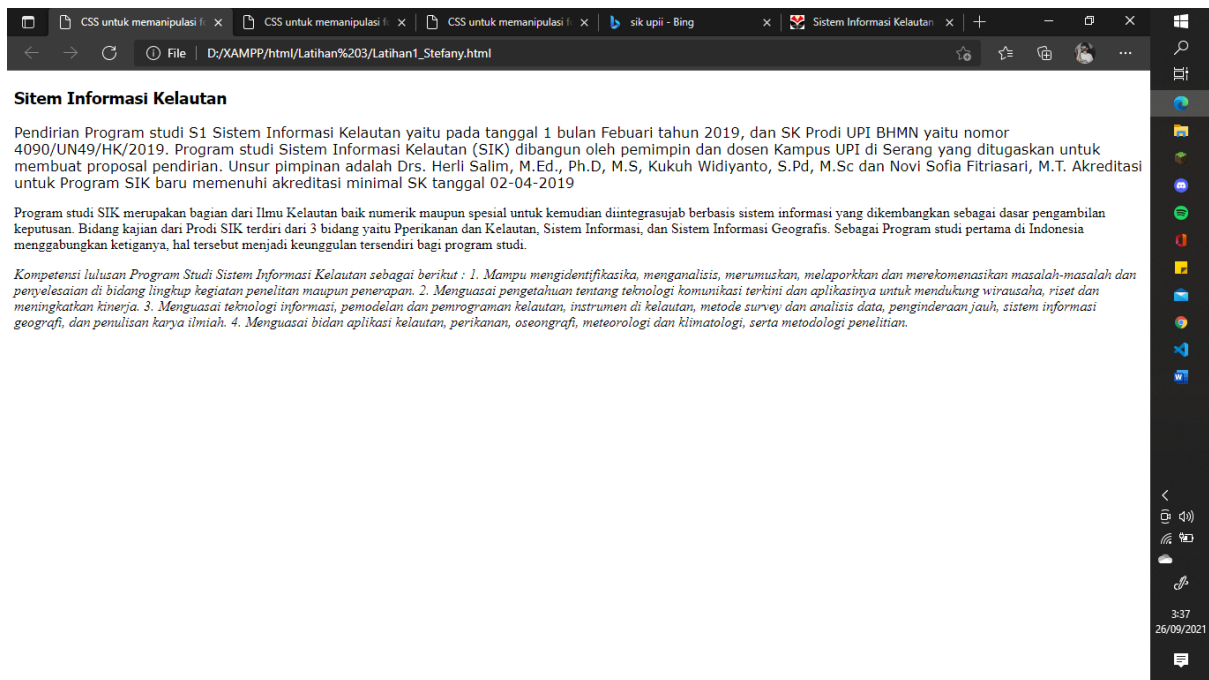 CSS untuk memanipulasi f
CSS untuk memanipulasi f
CSS untuk memanipulasi f
sik upii - Bing
Sistem Informasi Kelautan
File
D:/XAMPP/html/Latihan%203/Latihan1_Stefany.html
Sitem Informasi Kelautan
Pendirian Program studi S1 Sistem Informasi Kelautan yaitu pada tanggal 1 bulan Febuari tahun 2019, dan SK Prodi UPI BHMN yaitu nomor
4090/UN49/HK/2019. Program studi Sistem Informasi Kelautan (SIK) dibangun oleh pemimpin dan dosen Kampus UPI di Serang yang ditugaskan untuk
membuat proposal pendirian. Unsur pimpinan adalah Drs. Herli Salim, M.Ed., Ph.D, M.S, Kukuh Widiyanto, S.Pd, M.Sc dan Novi Sofia Fitriasari, M.T. Akreditasi
untuk Program SIK baru memenuhi akreditasi minimal SK tanggal 02-04-2019
Program studi SIK merupakan bagian dari Ilmu Kelautan baik numerik maupun spesial untuk kemudian diintegrasujab berbasis sistem informasi yang dikembangkan sebagai dasar pengambilan
keputusan. Bidang kajian dari Prodi SIK terdiri dari 3 bidang yaitu Pperikanan dan Kelautan, Sistem Informasi, dan Sistem Informasi Geografis. Sebagai Program studi pertama di Indonesia
menggabungkan ketiganya, hal tersebut menjadi keunggulan tersendiri bagi program studi.
Kompetensi lulusan Program Studi Sistem Informasi Kelautan sebagai berikut : 1. Mampu mengidentifikasika, menganalisis, merumuskan, melaporkkan dan merekomenasikan masalah-masalah dan
penyelesaian di bidang lingkup kegiatan penelitan maupun penerapan. 2. Menguasai pengetahuan tentang teknologi komunikasi terkini dan aplikasinya untuk mendukung wirausaha, riset dan
meningkatkan kinerja. 3. Menguasai teknologi informasi, pemodelan dan pemrograman kelautan, instrumen di kelautan, metode survey dan analisis data, penginderaan jauh, sistem informasi
geografi, dan penulisan karya ilmiah. 4. Menguasai bidan aplikasi kelautan, perikanan, oseongrafi, meteorologi dan klimatologi, serta metodologi penelitian.
3:37
26/09/2021